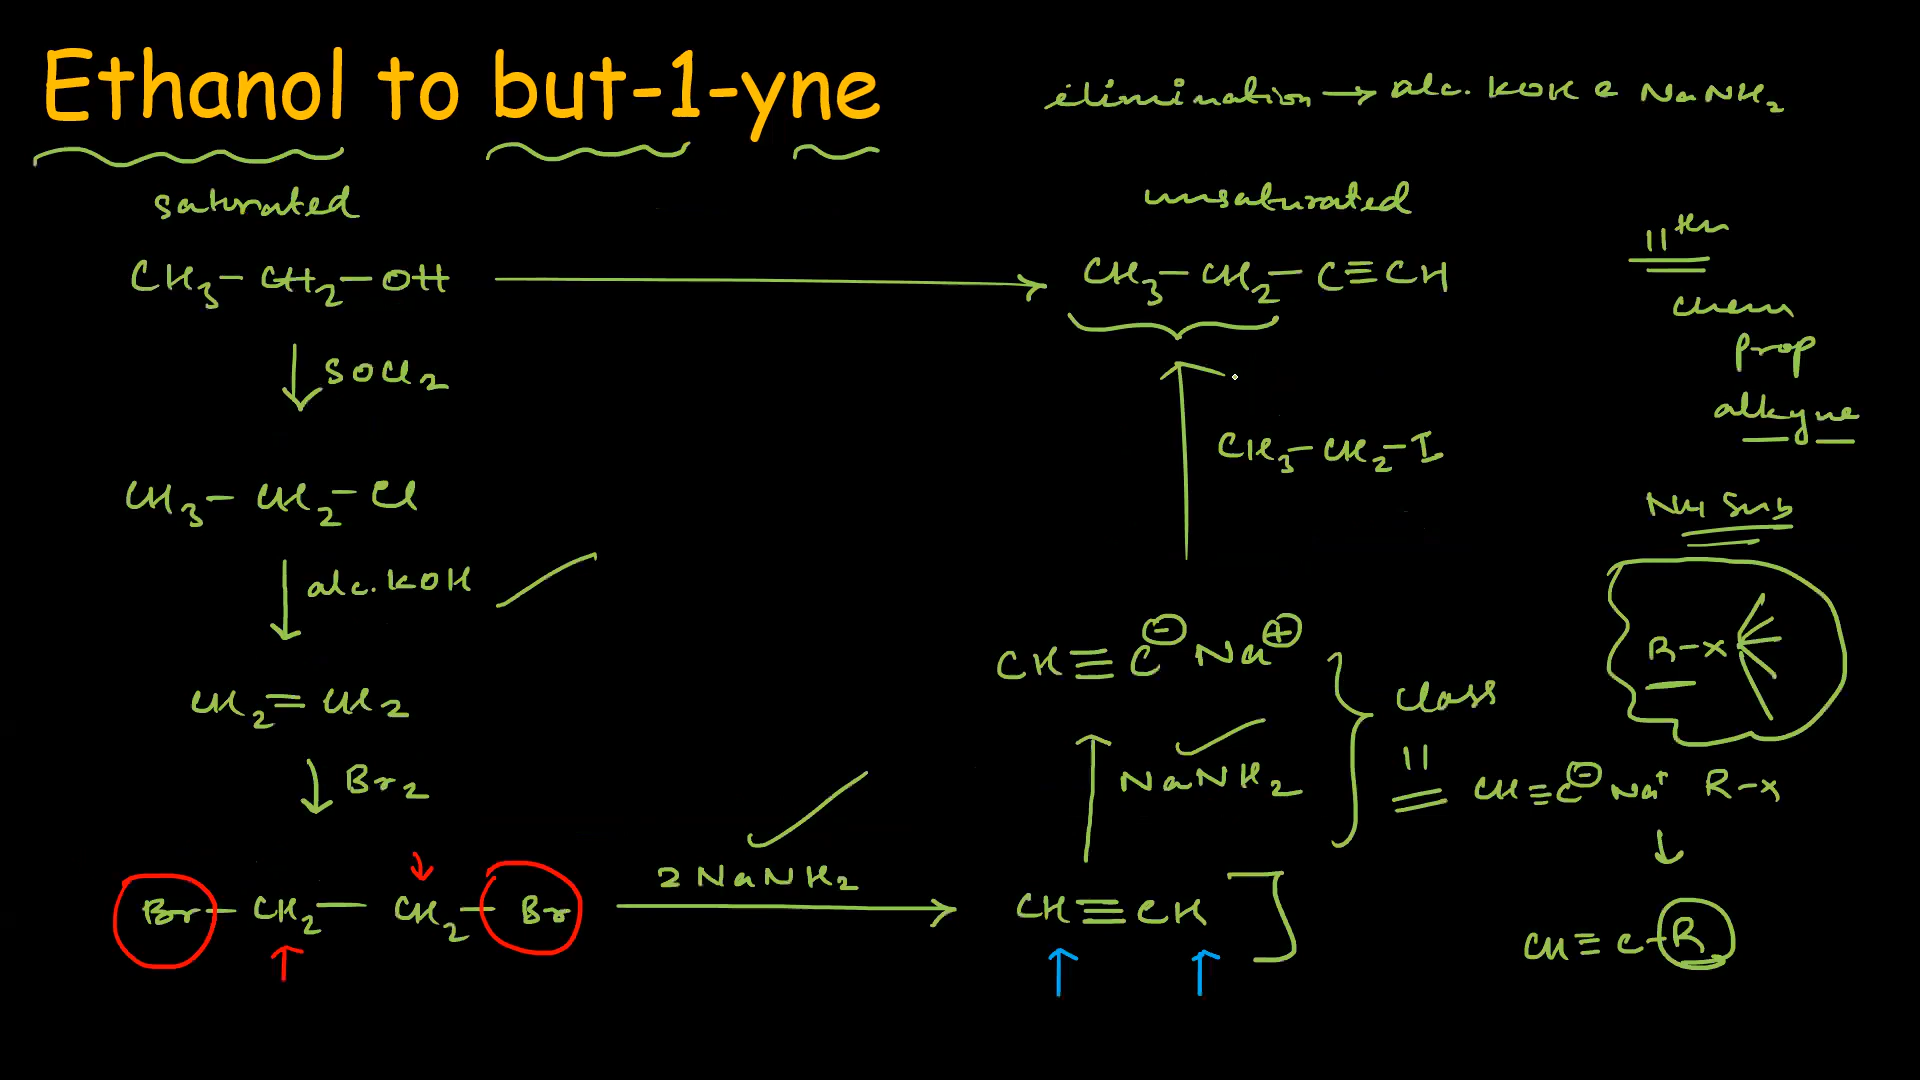 Ethanol to but-1-yne
elimination → alc. KOH & NaNH2
saturated
unsaturated
CH3-CH2-OH → CH3-CH2-C≡CH
11th
chem
prop
alkyne
↓ SOCl2
CH3-CH2-I
CH3-CH2-Cl
Nu Sub
↓ alc. KOH
R-X
CH≡C⊖ Na⊕
CH2=CH2
class
11
↓ Br2
NaNH2
CH≡C⊖ Na+ R-X
2 NaNH2
Br-CH2-CH2-Br → CH≡CH
CH≡C-R